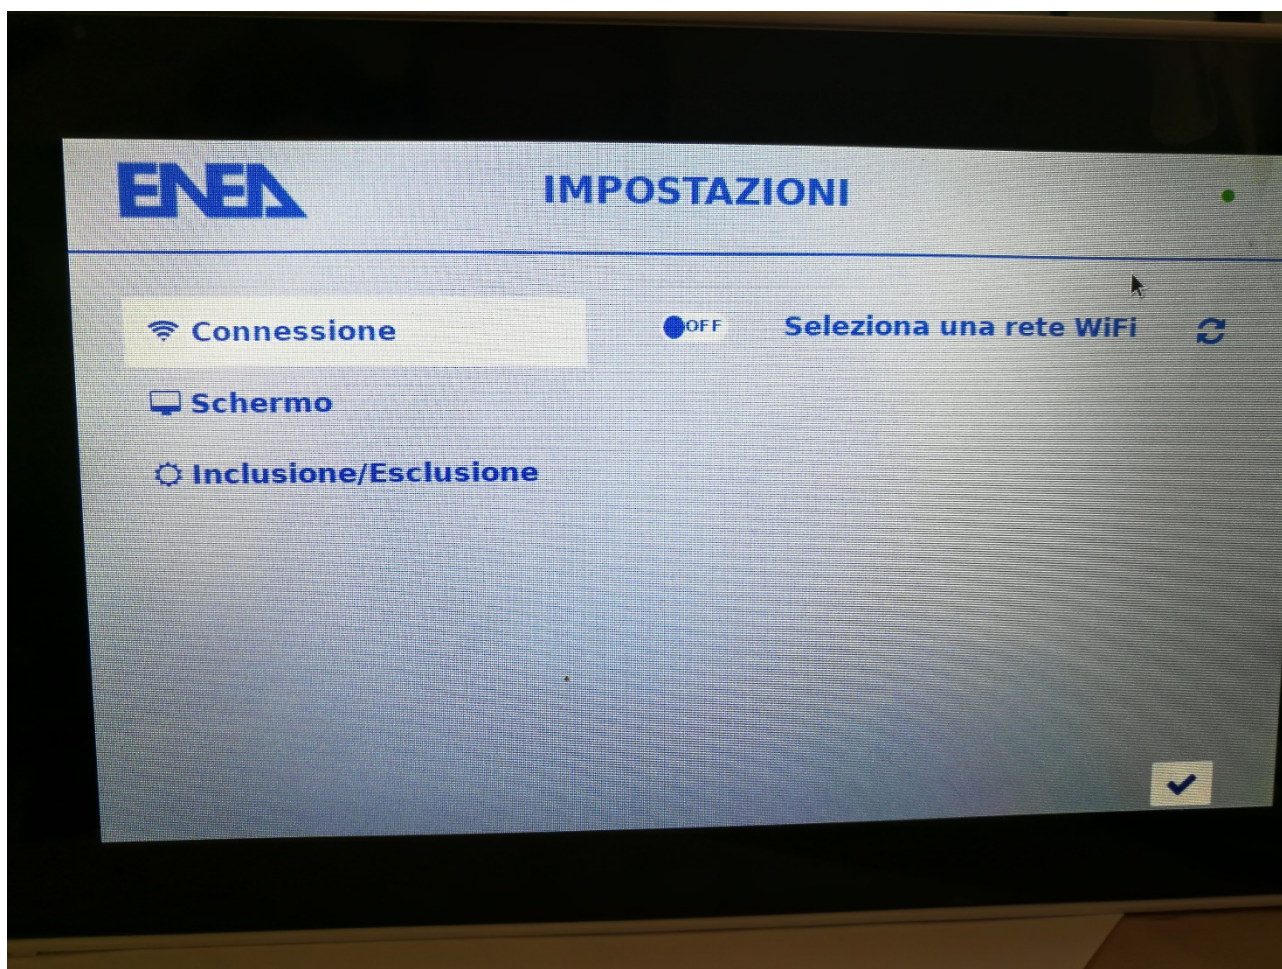 ENEA
IMPOSTAZIONI
Connessione
OFF
Seleziona una rete WiFi
Schermo
Inclusione/Esclusione